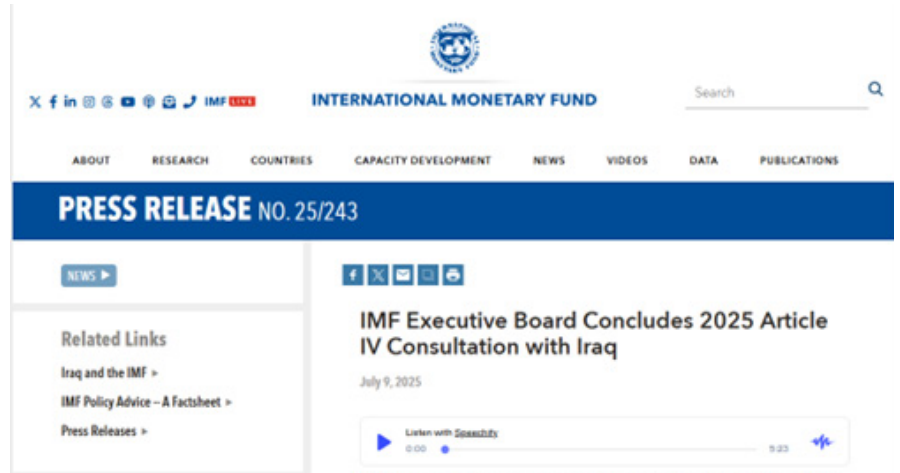 IMF LIVE
INTERNATIONAL MONETARY FUND
Search
ABOUT RESEARCH COUNTRIES CAPACITY DEVELOPMENT NEWS VIDEOS DATA PUBLICATIONS
PRESS RELEASE NO. 25/243
NEWS
Related Links
Iraq and the IMF
IMF Policy Advice – A Factsheet
Press Releases
IMF Executive Board Concludes 2025 Article
IV Consultation with Iraq
July 9, 2025
Listen with Speechify
0:00
5:23